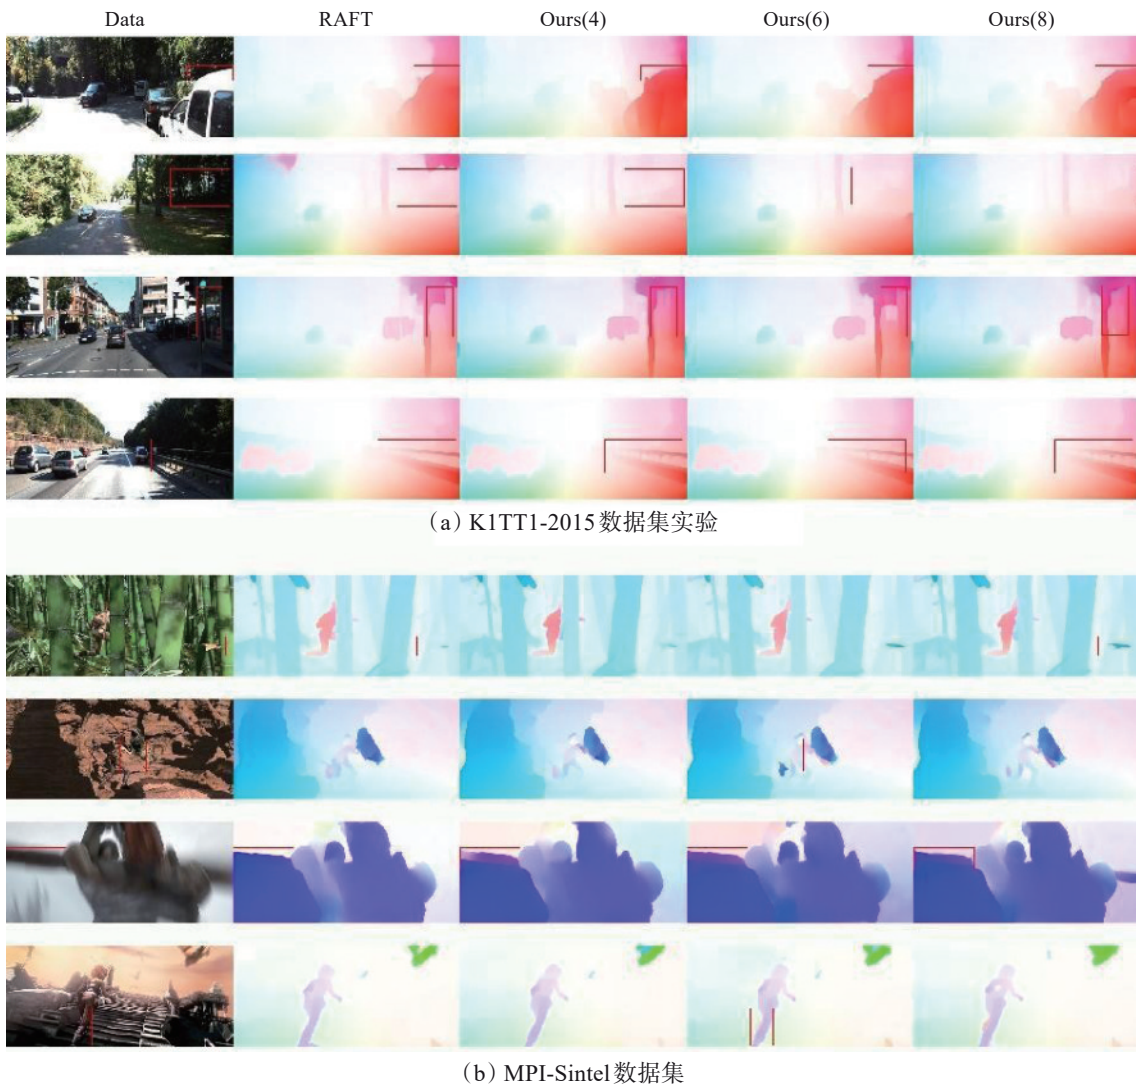 Data RAFT Ours(4) Ours(6) Ours(8)
(a) K1TT1-2015数据集实验
(b) MPI-Sintel数据集